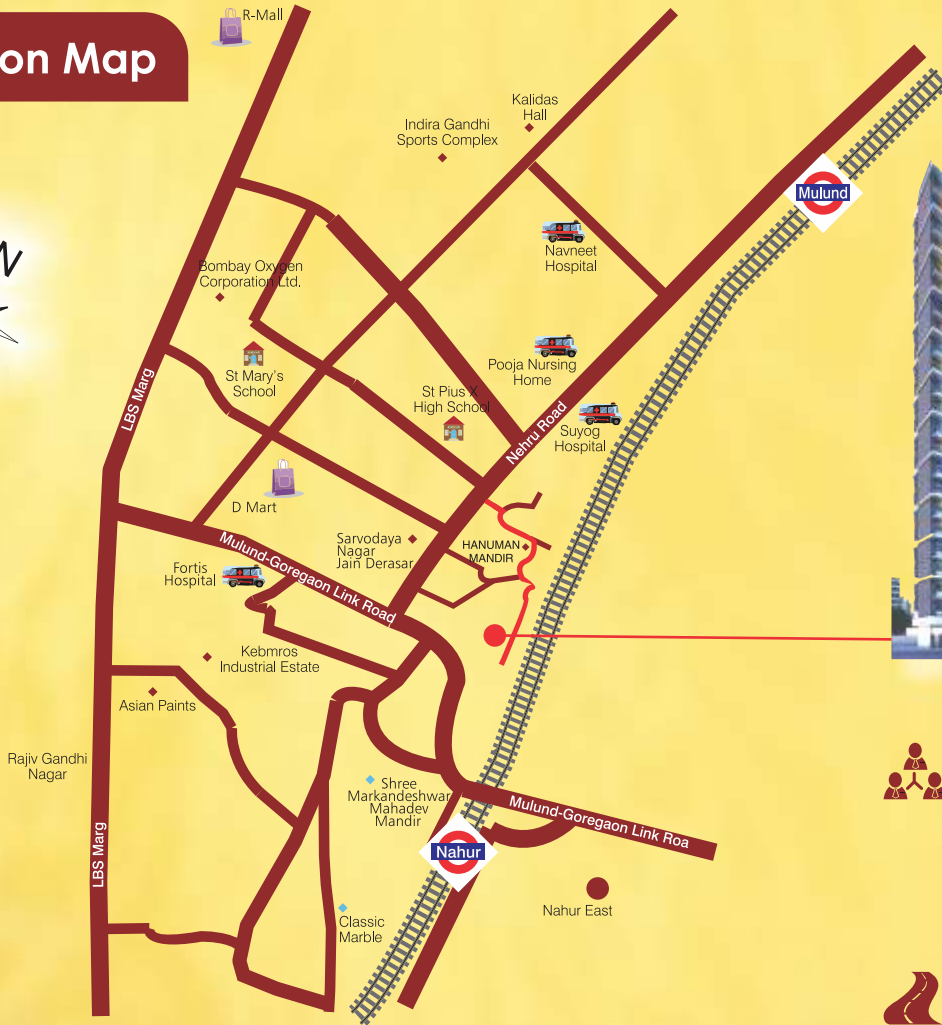 R-Mall
on Map
Kalidas
Hall
Indira Gandhi
Sports Complex
Mulund
N
Navneet
Hospital
Bombay Oxygen
Corporation Ltd.
St Mary's
School
Pooja Nursing
Home
St Pius X
High School
LBS Marg
Nehru Road
Suyog
Hospital
D Mart
Sarvodaya
Nagar
Jain Derasar
HANUMAN
MANDIR
Mulund-Goregaon Link Road
Fortis
Hospital
Kebmros
Industrial Estate
Asian Paints
Rajiv Gandhi
Nagar
Shree
Markandeshwar
Mahadev
Mandir
Mulund-Goregaon Link Roa
LBS Marg
Nahur
Nahur East
Classic
Marble